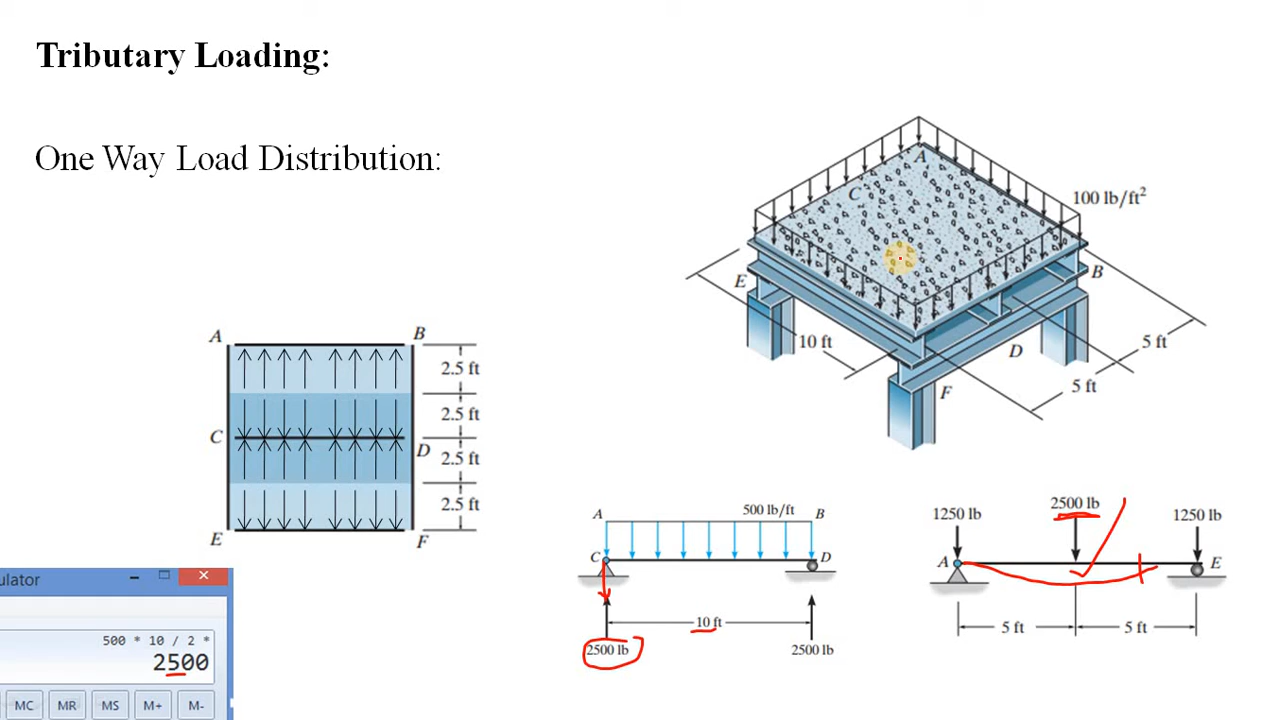 Tributary Loading:
One Way Load Distribution:
A
C
100 lb/ft²
E
B
10 ft
5 ft
D
5 ft
F
A
B
2.5 ft
2.5 ft
C
D
2.5 ft
2.5 ft
E
F
A
500 lb/ft
B
C
D
10 ft
2500 lb
2500 lb
1250 lb
2500 lb
1250 lb
A
E
5 ft
5 ft
ulator
500 * 10 / 2 *
2500
MC MR MS M+ M-